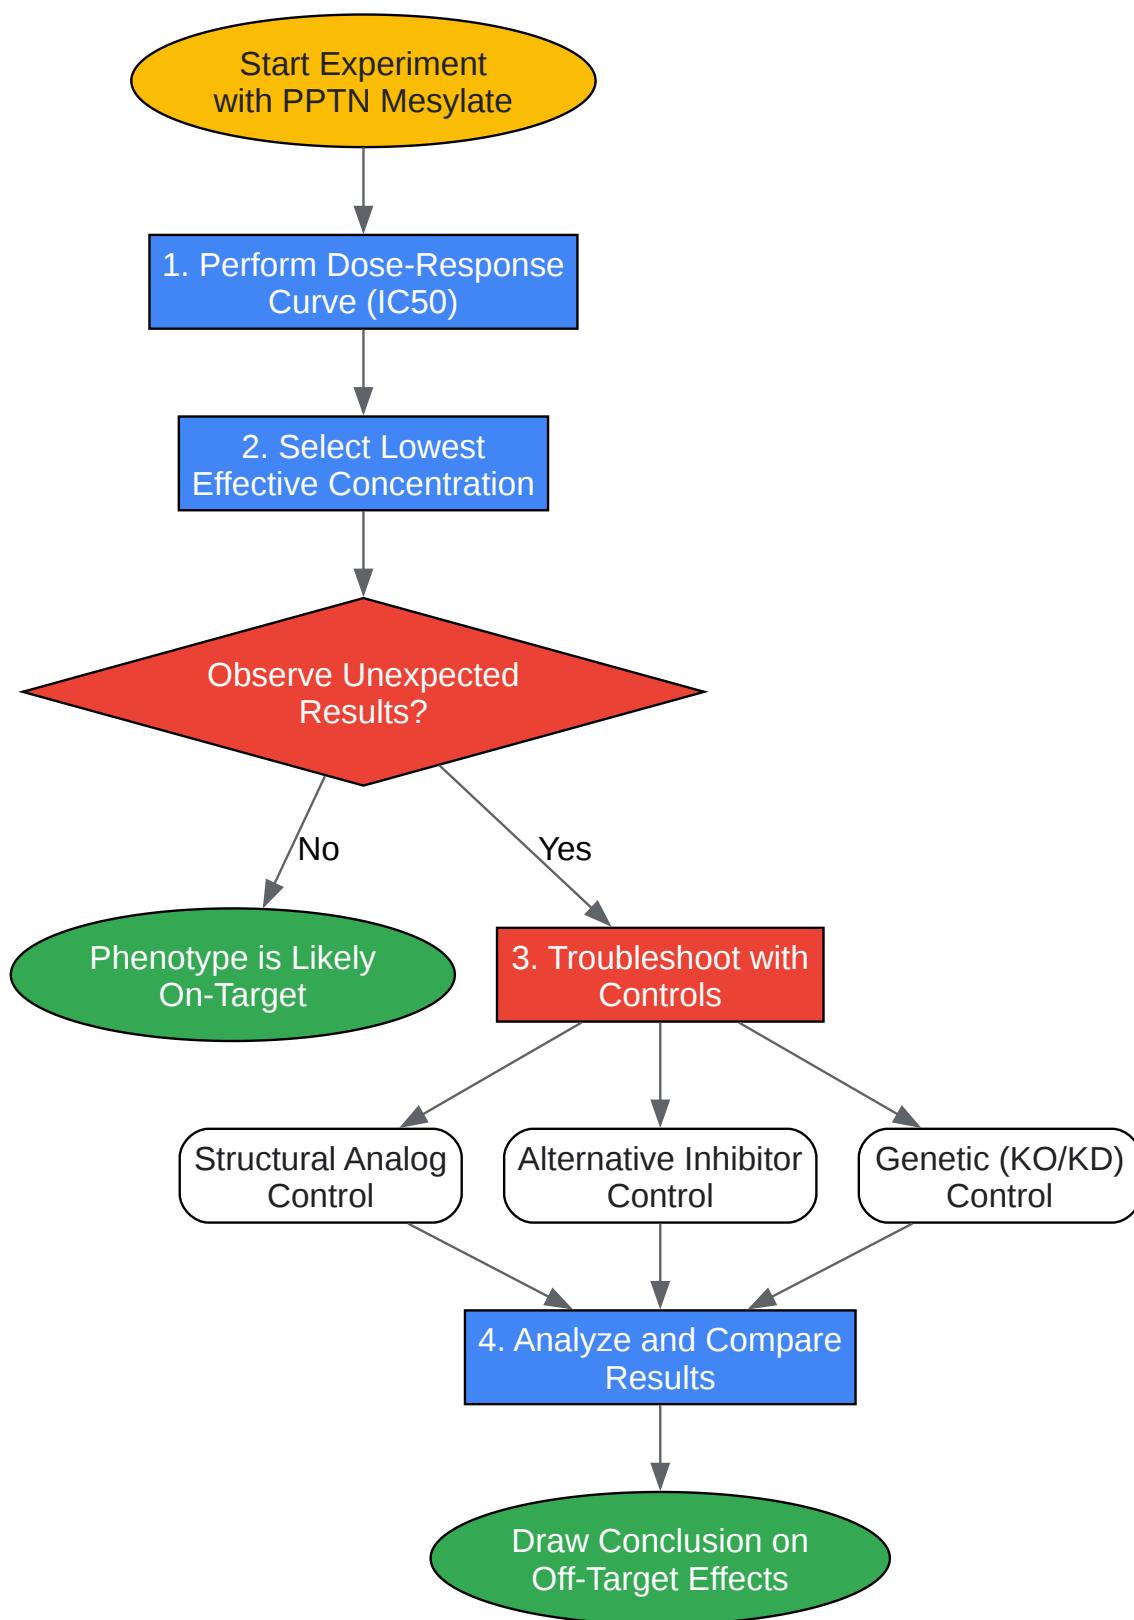 Start Experiment
with PPTN Mesylate
1. Perform Dose-Response
Curve (IC50)
2. Select Lowest
Effective Concentration
Observe Unexpected
Results?
No
Yes
Phenotype is Likely
On-Target
3. Troubleshoot with
Controls
Structural Analog
Control
Alternative Inhibitor
Control
Genetic (KO/KD)
Control
4. Analyze and Compare
Results
Draw Conclusion on
Off-Target Effects